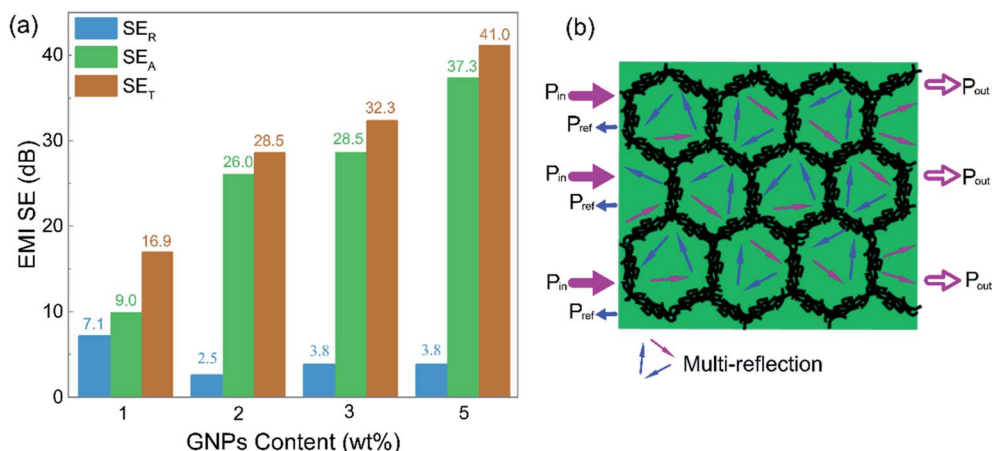 (a)
SE_R
SE_A
SE_T
EMI SE (dB)
40
30
20
10
0
7.1
9.0
16.9
2.5
26.0
28.5
3.8
28.5
32.3
3.8
37.3
41.0
1
2
3
5
GNPs Content (wt%)
(b)
P_in
P_ref
P_in
P_ref
P_in
P_ref
P_out
P_out
P_out
Multi-reflection